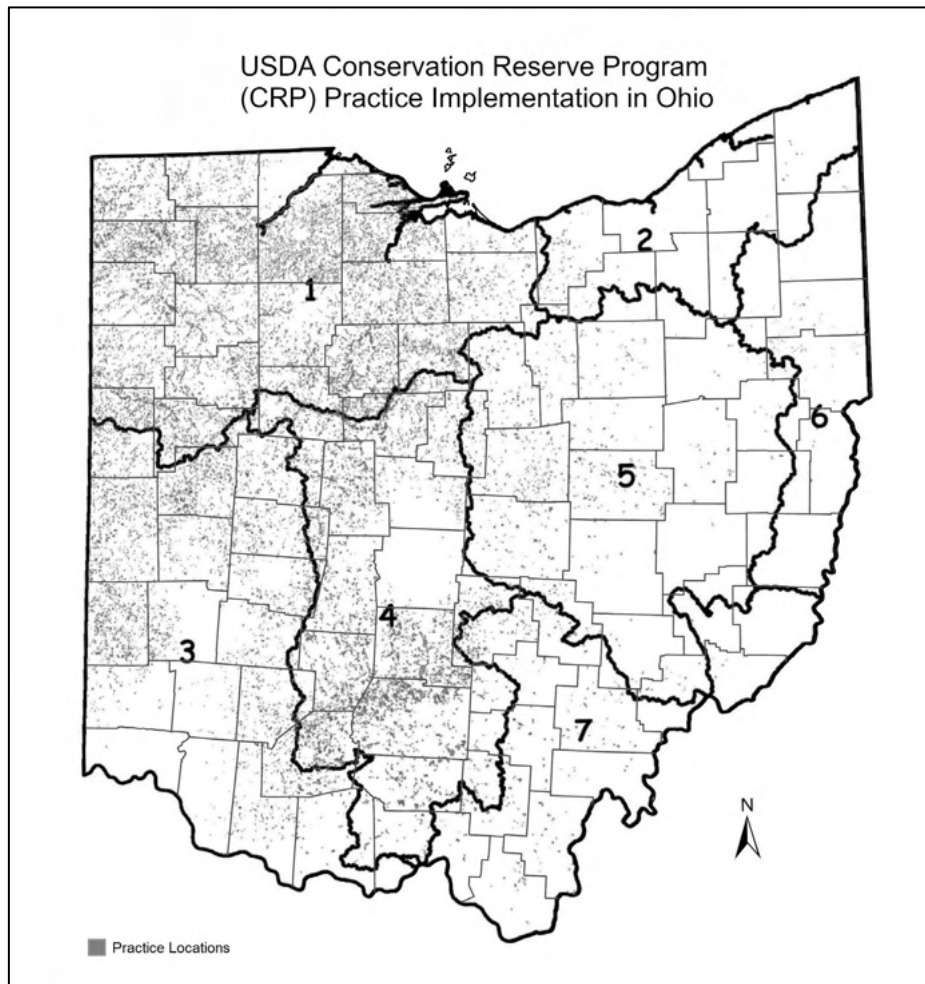 USDA Conservation Reserve Program
(CRP) Practice Implementation in Ohio
2
1
6
5
4
3
7
N
Practice Locations